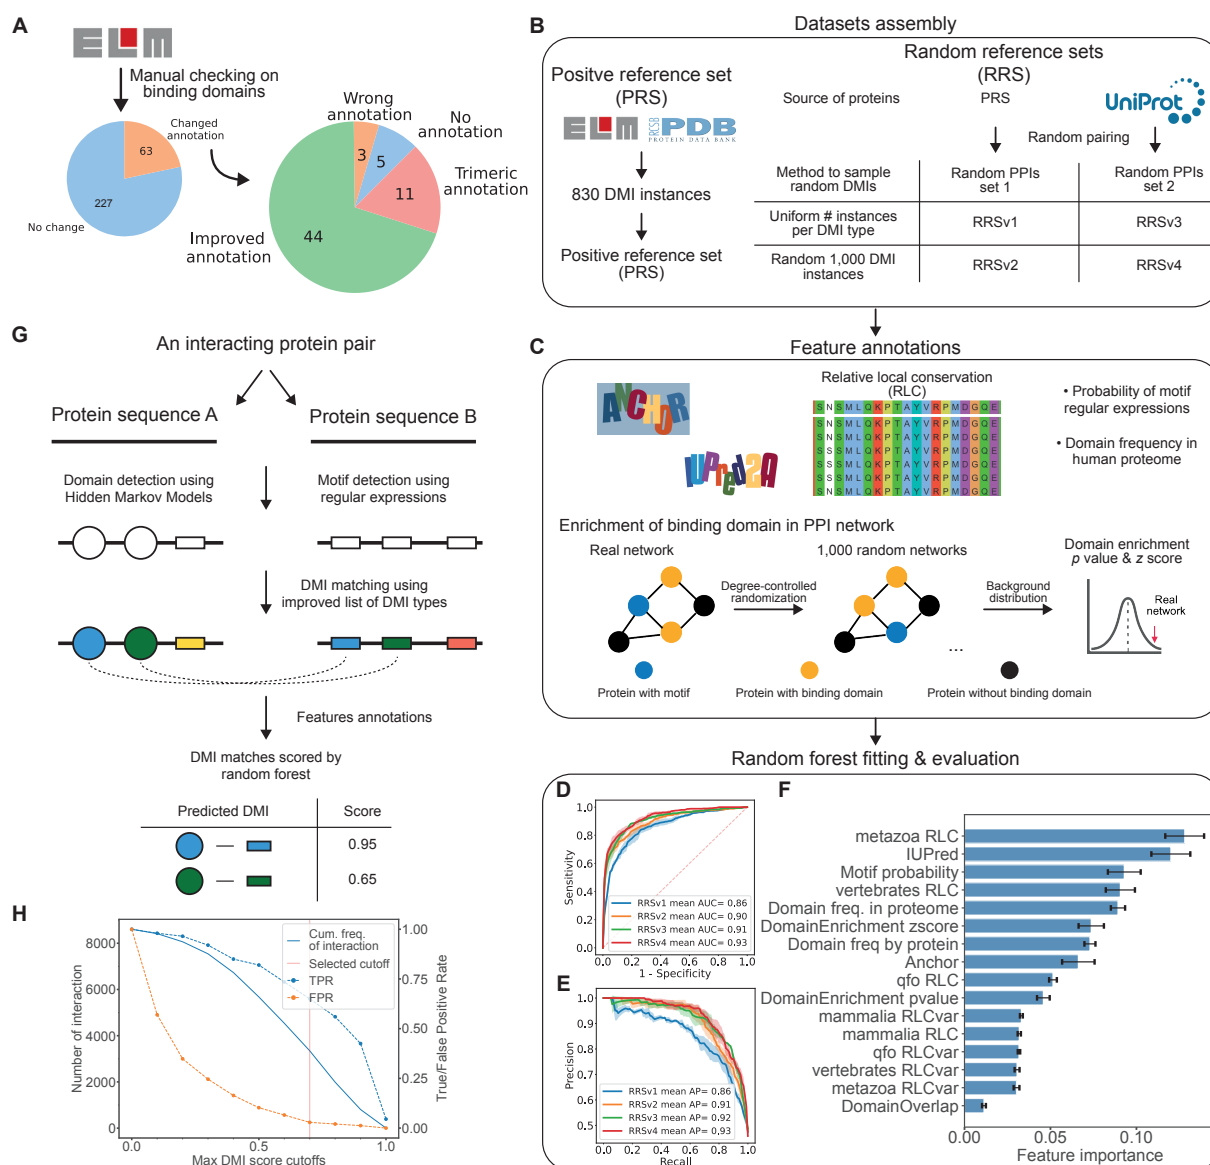 A
ELM
Manual checking on
binding domains
Changed
annotation
63
227
No change
Wrong
annotation
No
annotation
Trimeric
annotation
3
5
11
44
Improved
annotation
B
Datasets assembly
Positve reference set
(PRS)
ELM
RCSB PDB
PROTEIN DATA BANK
830 DMI instances
Positive reference set
(PRS)
Random reference sets
(RRS)
Source of proteins
PRS
UniProt
Random pairing
Method to sample
random DMIs
Random PPIs
set 1
Random PPIs
set 2
Uniform # instances
per DMI type
RRSv1
RRSv3
Random 1,000 DMI
instances
RRSv2
RRSv4
C
Feature annotations
ANCHOR
IUPred2A
Relative local conservation
(RLC)
S N S M L Q K P T A Y V R P M D G Q E
S N S M L Q K P T A Y V R P M D G Q E
S N S M L Q K P T A Y V R P M D G Q E
S S S M L Q K P T A Y V R P M D G Q E
S S S M L Q K P T A Y V R P M D G Q E
S S S M L Q K P T A Y V R P M D G Q E
S N S M L Q K P T A Y V R P M D G Q E
• Probability of motif
regular expressions
• Domain frequency in
human proteome
Enrichment of binding domain in PPI network
Real network
Degree-controlled
randomization
1,000 random networks
...
Background
distribution
Domain enrichment
p value & z score
Real
network
Protein with motif
Protein with binding domain
Protein without binding domain
Random forest fitting & evaluation
D
Sensitivity
1.0
0.8
0.6
0.4
0.2
0.0
RRSv1 mean AUC= 0.86
RRSv2 mean AUC= 0.90
RRSv3 mean AUC= 0.91
RRSv4 mean AUC= 0.93
0.0 0.2 0.4 0.6 0.8 1.0
1 - Specificity
E
Precision
1.0
0.9
0.8
0.7
0.6
0.5
RRSv1 mean AP= 0.86
RRSv2 mean AP= 0.91
RRSv3 mean AP= 0.92
RRSv4 mean AP= 0.93
0.0 0.2 0.4 0.6 0.8 1.0
Recall
F
metazoa RLC
IUPred
Motif probability
vertebrates RLC
Domain freq. in proteome
DomainEnrichment zscore
Domain freq by protein
Anchor
qfo RLC
DomainEnrichment pvalue
mammalia RLCvar
mammalia RLC
qfo RLCvar
vertebrates RLCvar
metazoa RLCvar
DomainOverlap
0.00 0.05 0.10
Feature importance
G
An interacting protein pair
Protein sequence A
Protein sequence B
Domain detection using
Hidden Markov Models
Motif detection using
regular expressions
DMI matching using
improved list of DMI types
Features annotations
DMI matches scored by
random forest
Predicted DMI
Score
0.95
0.65
H
Number of interaction
8000
6000
4000
2000
0
Cum. freq.
of interaction
Selected cutoff
TPR
FPR
1.00
0.75
0.50
0.25
0.00
True/False Positive Rate
0.0 0.2 0.4 0.6 0.8 1.0
Max DMI score cutoffs